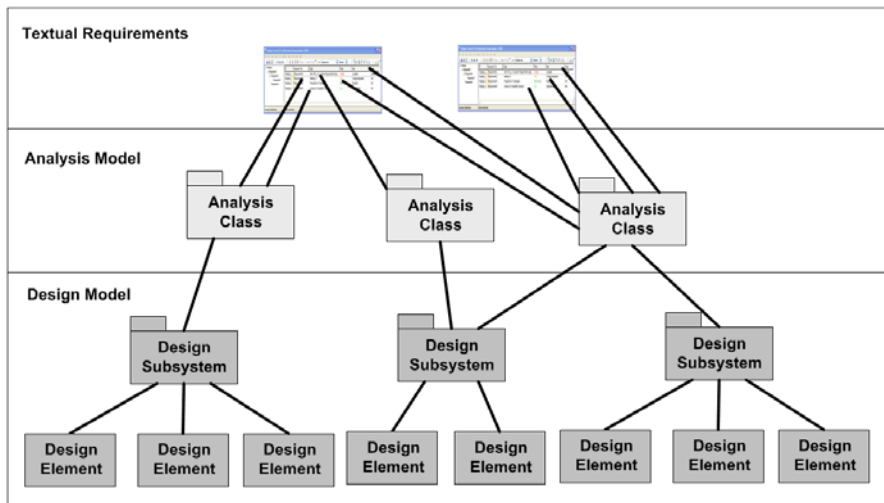 Textual Requirements
Analysis Model
Analysis
Class
Analysis
Class
Analysis
Class
Design Model
Design
Subsystem
Design
Subsystem
Design
Subsystem
Design
Element
Design
Element
Design
Element
Design
Element
Design
Element
Design
Element
Design
Element
Design
Element